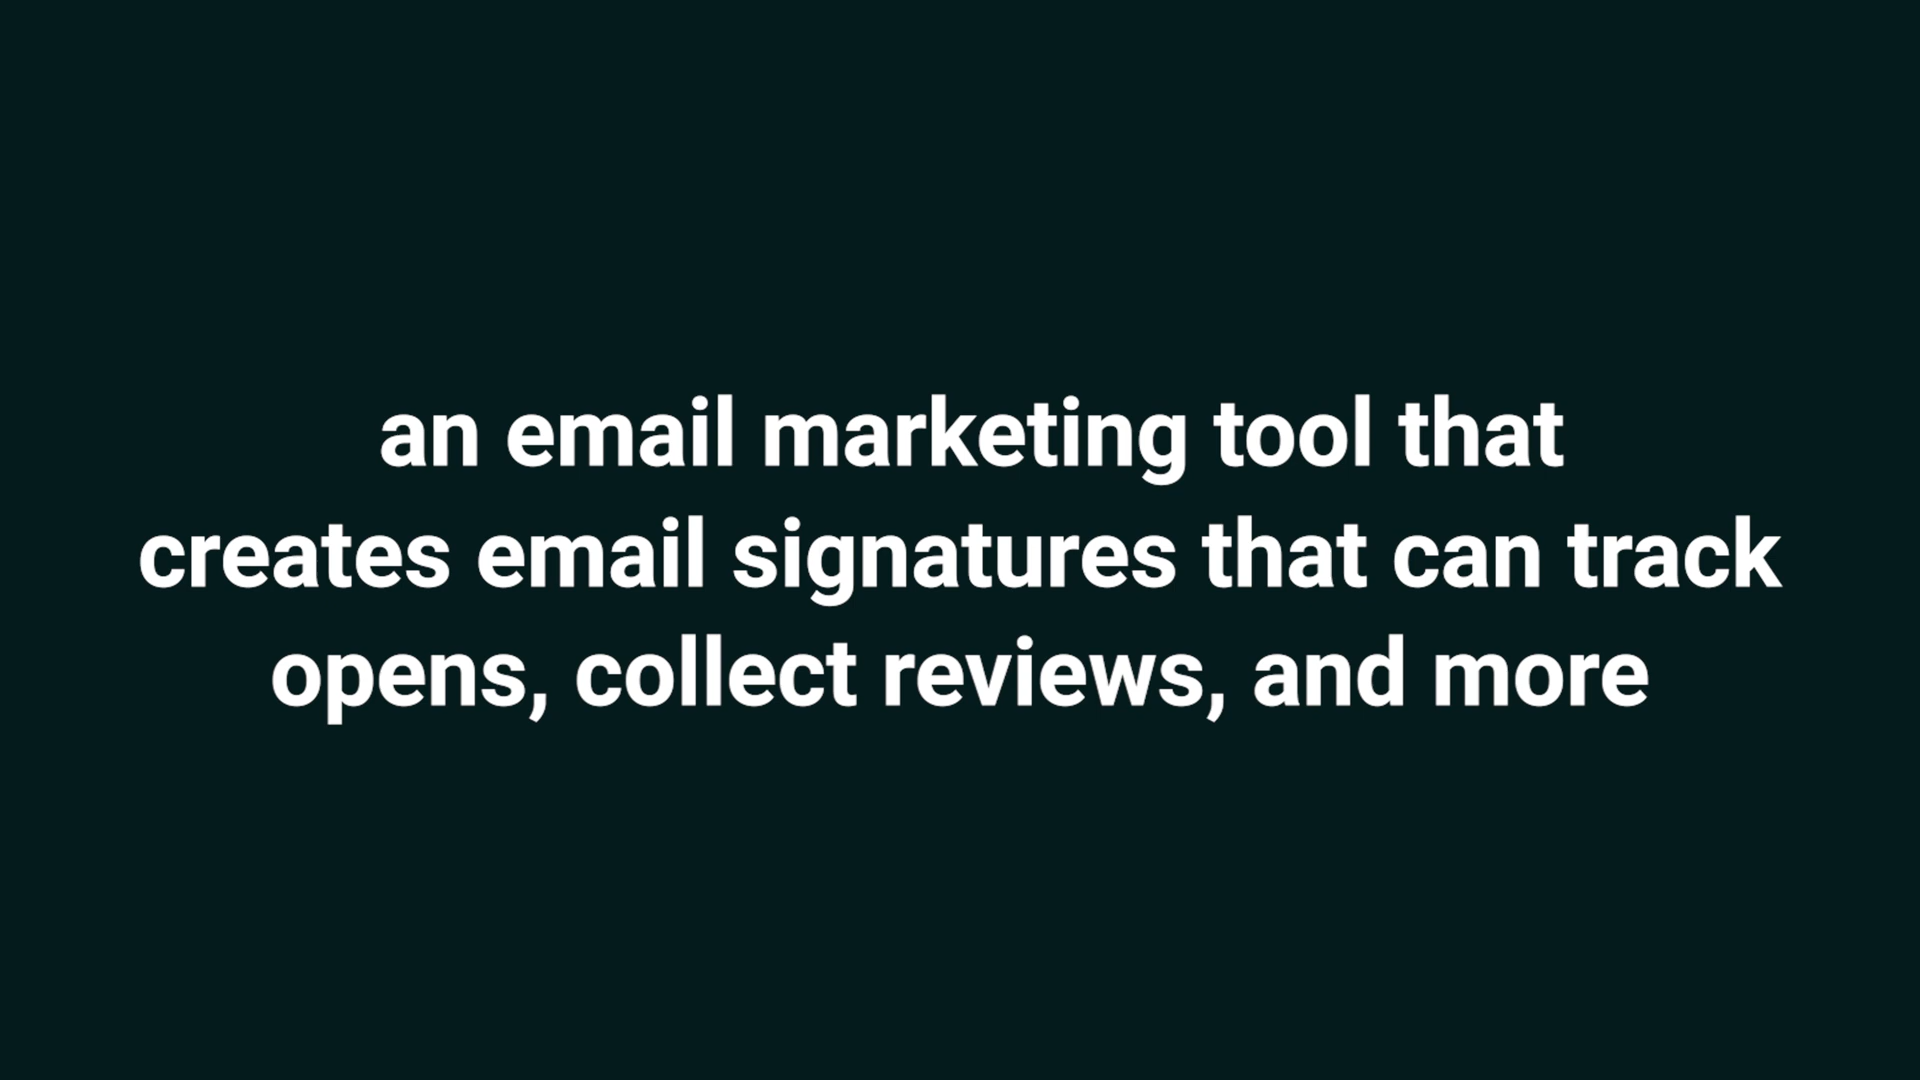 an email marketing tool that
creates email signatures that can track
opens, collect reviews, and more